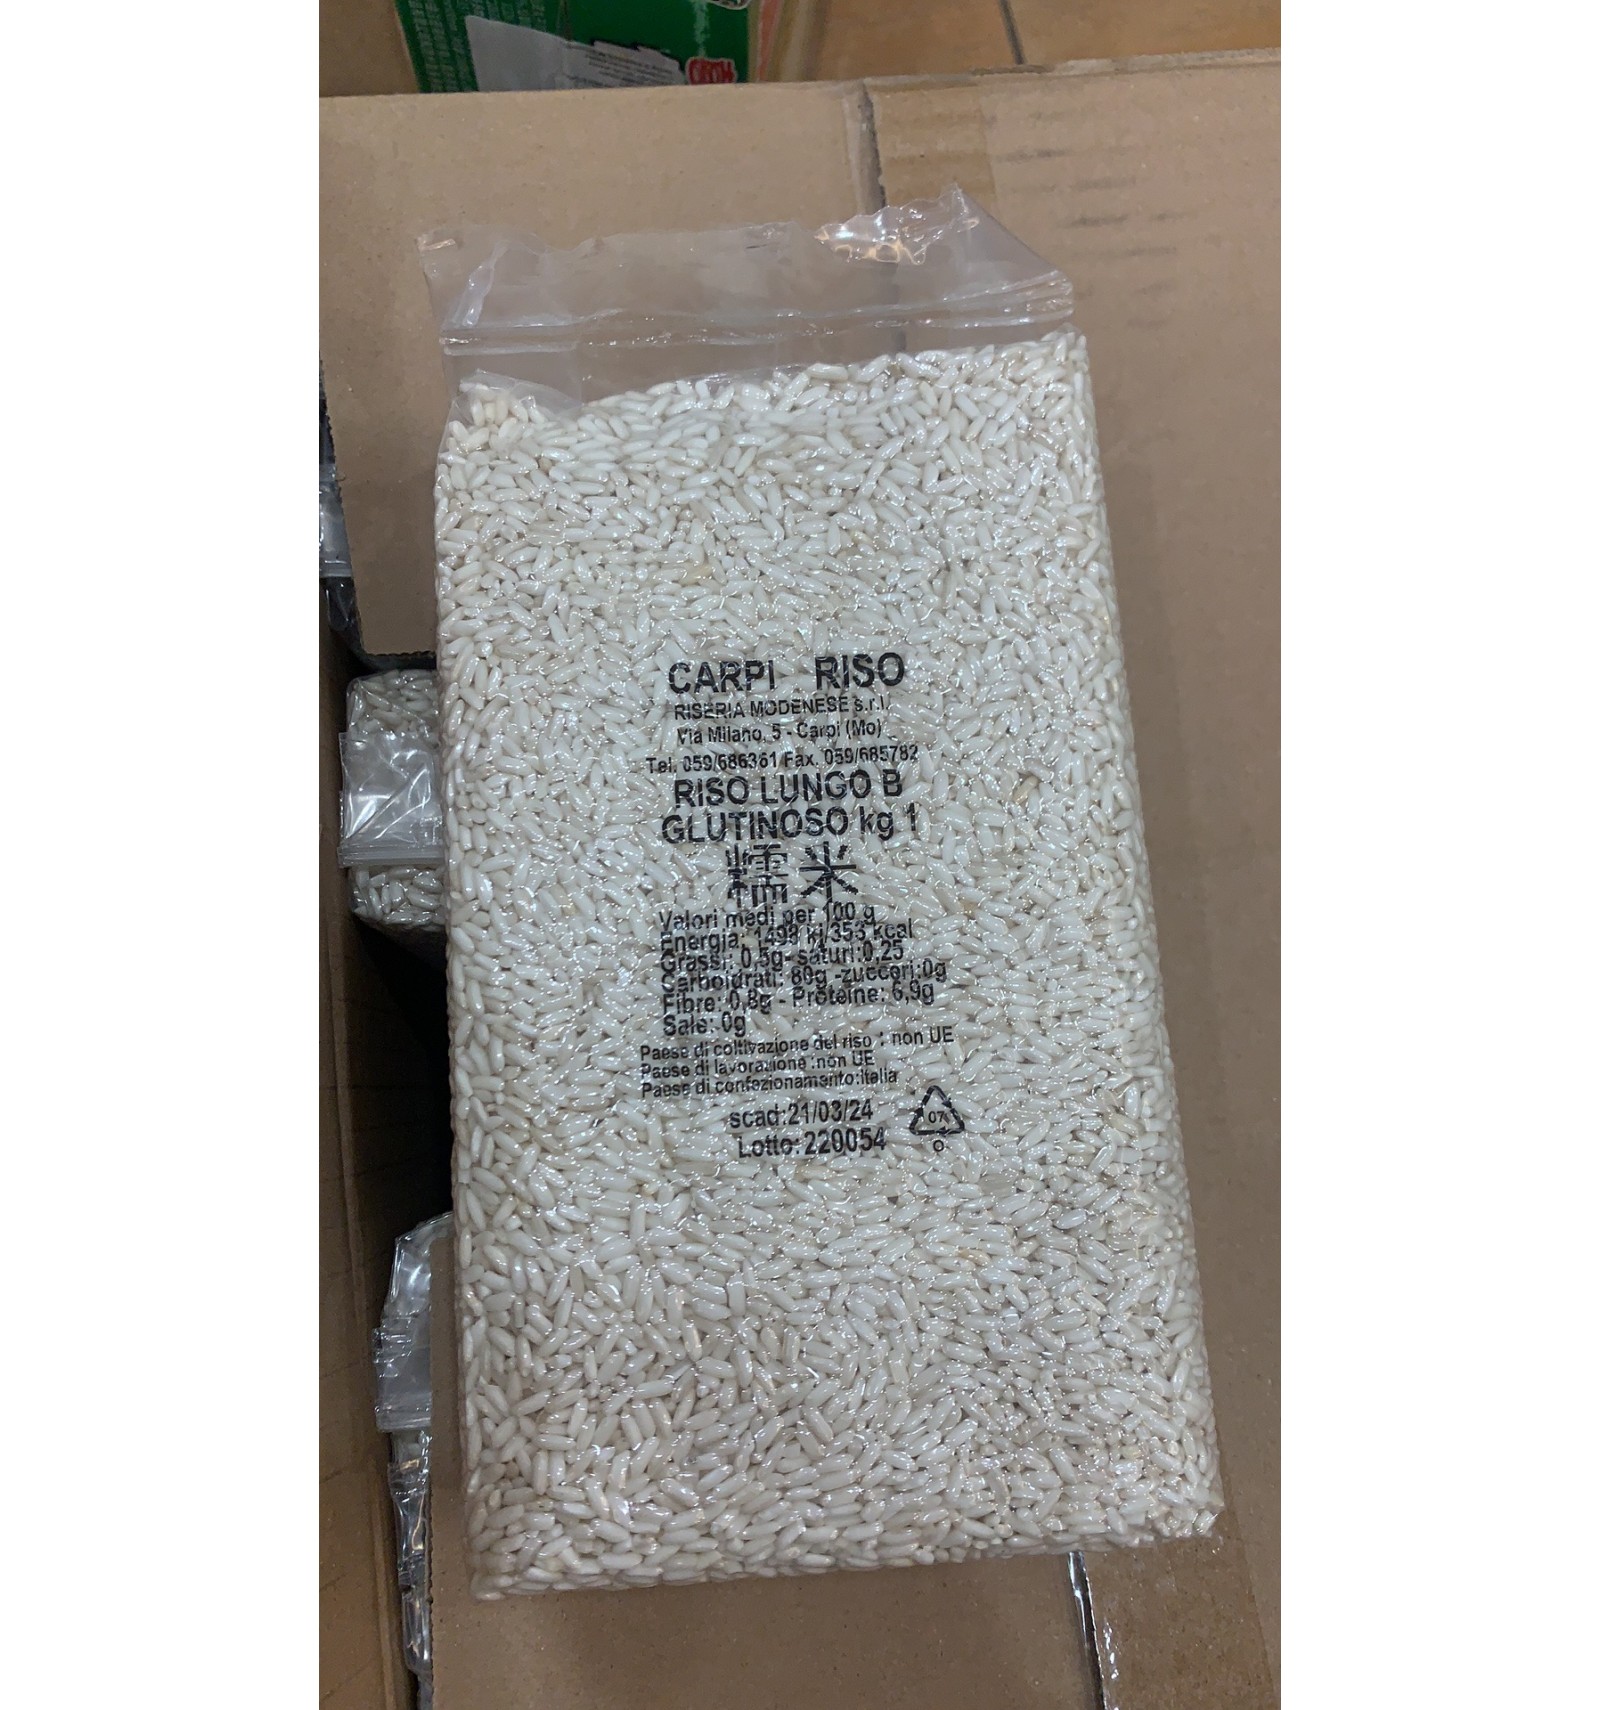 CARPI RISO
RISERIA MODENESE s.r.l.
Via Milano, 5 - Carpi (Mo)
Tel. 059/686361 Fax. 059/685782
RISO LUNGO B
GLUTINOSO kg 1
糯米
Valori medi per 100 g
Energia: 1498 kj/353 kcal
Grassi: 0,5g- saturi:0,25
Carboidrati: 80g -zuccori:0g
Fibre: 0,8g - Proteine: 6,9g
Sale: 0g
Paese di coltivazione del riso : non UE
Paese di lavorazione :non UE
Paese di confezionamento:italia
scad:21/03/24
07
Lotto:220054